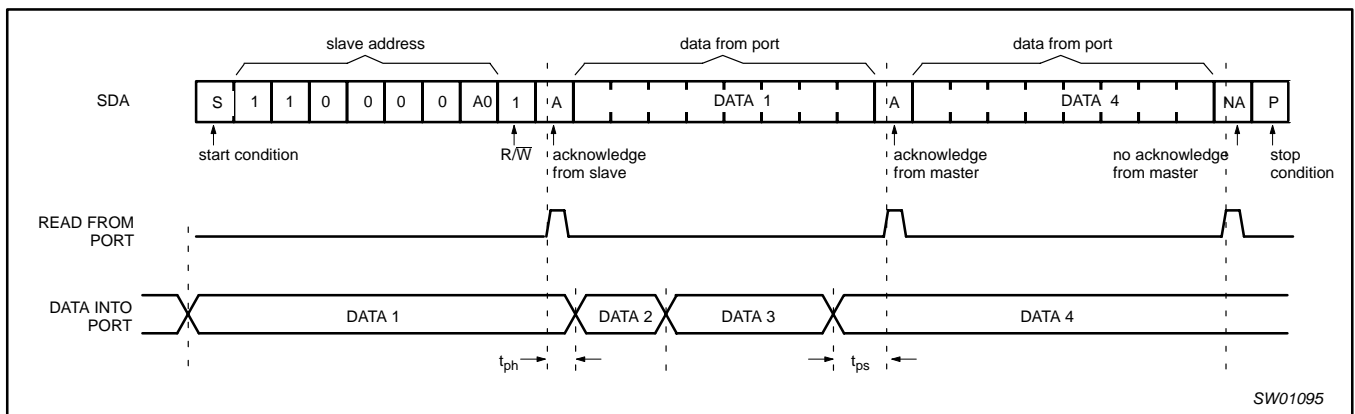 slave address data from port data from port
SDA S 1 1 0 0 0 0 A0 1 A DATA 1 A DATA 4 NA P
start condition R/W̅ acknowledge from slave acknowledge from master no acknowledge from master stop condition
READ FROM PORT
DATA INTO PORT DATA 1 DATA 2 DATA 3 DATA 4
tph tps
SW01095